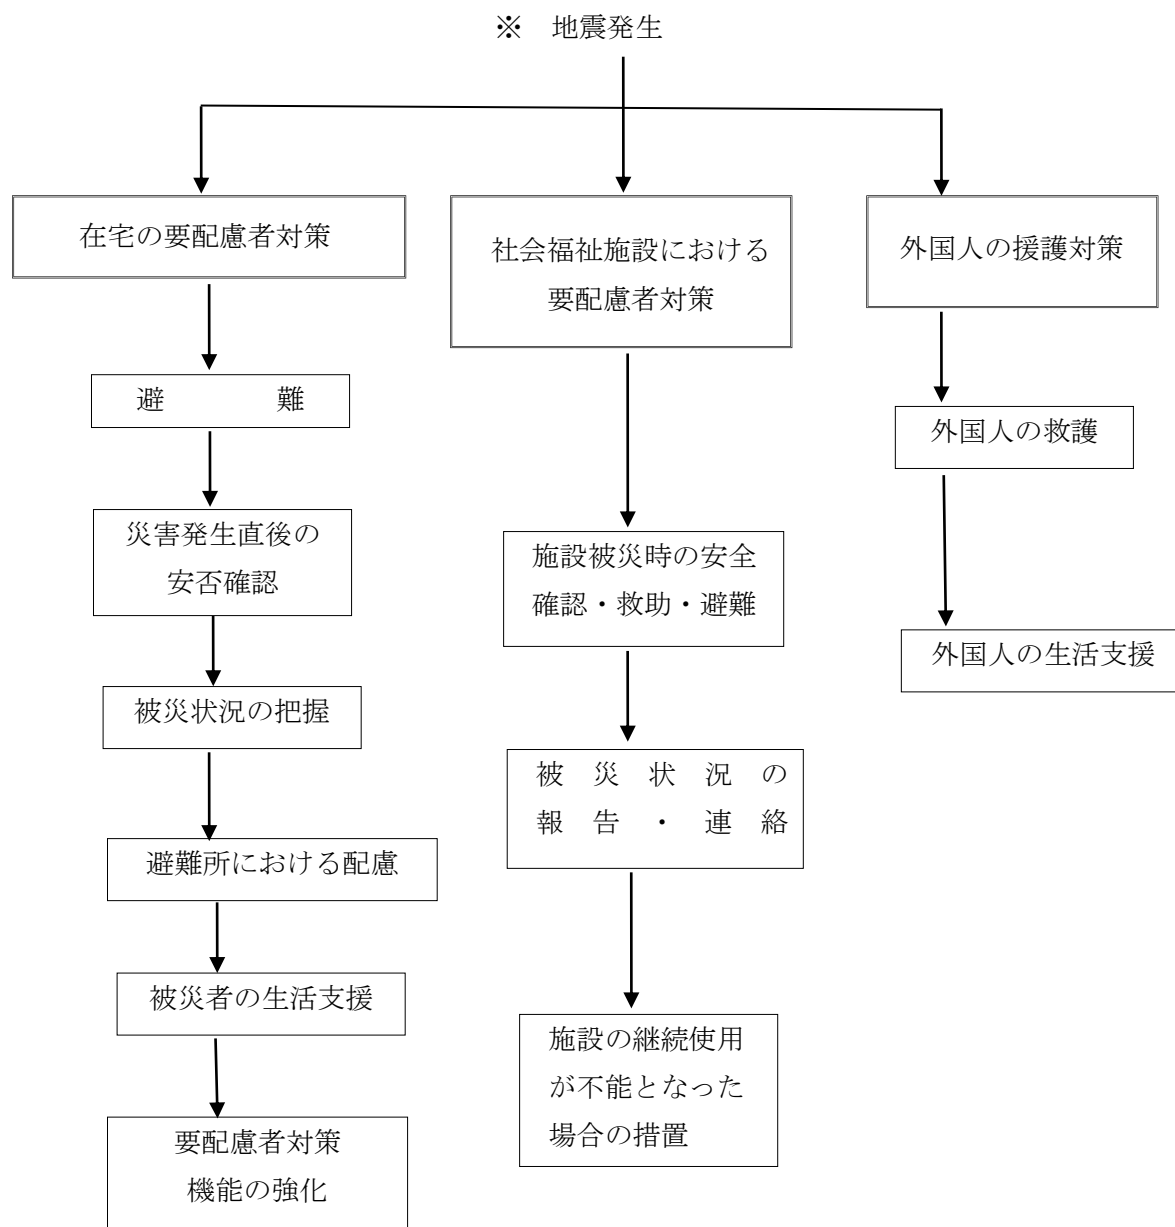 ※　地震発生
在宅の要配慮者対策
避　　　　難
災害発生直後の
安否確認
被災状況の把握
避難所における配慮
被災者の生活支援
要配慮者対策
機能の強化
社会福祉施設における
要配慮者対策
施設被災時の安全
確認・救助・避難
被　災　状　況　の
報　告　・　連　絡
施設の継続使用
が不能となった
場合の措置
外国人の援護対策
外国人の救護
外国人の生活支援